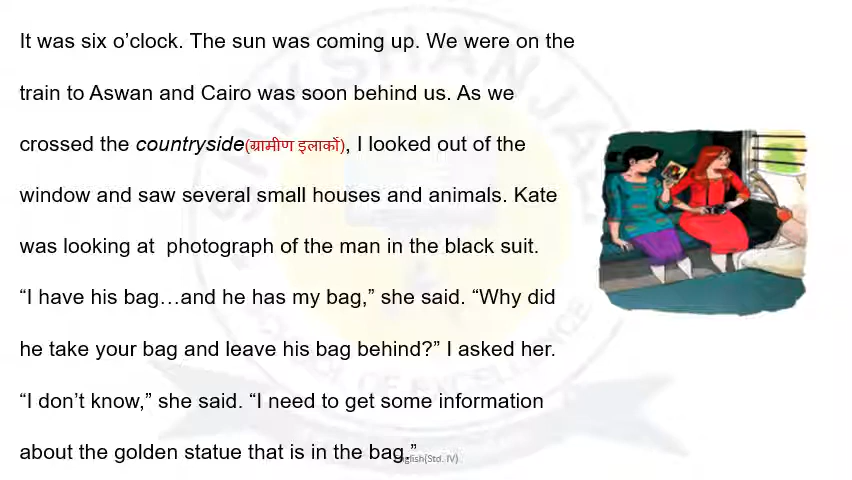 It was six o’clock. The sun was coming up. We were on the
train to Aswan and Cairo was soon behind us. As we
crossed the countryside(ग्रामीण इलाकों), I looked out of the
window and saw several small houses and animals. Kate
was looking at  photograph of the man in the black suit.
“I have his bag…and he has my bag,” she said. “Why did
he take your bag and leave his bag behind?” I asked her.
“I don’t know,” she said. “I need to get some information
about the golden statue that is in the bag.”
English(Std. IV)